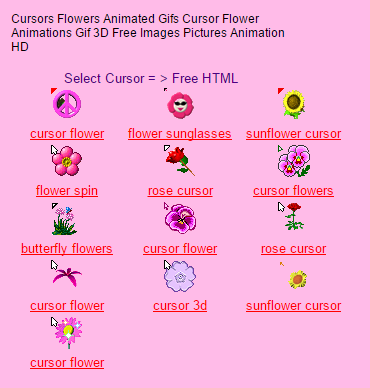 Cursors Flowers Animated Gifs Cursor Flower
Animations Gif 3D Free Images Pictures Animation
HD
Select Cursor = > Free HTML
cursor flower flower sunglasses sunflower cursor
flower spin rose cursor cursor flowers
butterfly flowers cursor flower rose cursor
cursor flower cursor 3d sunflower cursor
cursor flower